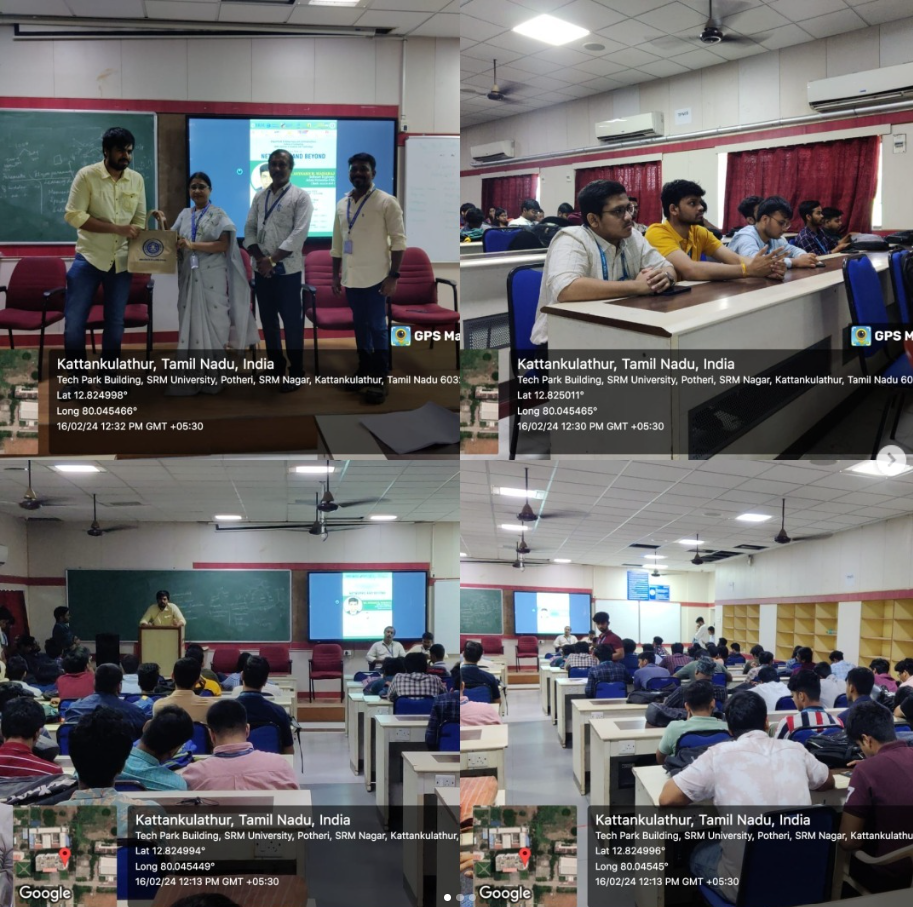 AND BEYOND
GPS Ma
Kattankulathur, Tamil Nadu, India
Tech Park Building, SRM University, Potheri, SRM Nagar, Kattankulathur, Tamil Nadu 603
Lat 12.824998°
Long 80.045466°
16/02/24 12:32 PM GMT +05:30
GPS Ma
Kattankulathur, Tamil Nadu, India
Tech Park Building, SRM University, Potheri, SRM Nagar, Kattankulathur, Tamil Nadu 60
Lat 12.825011°
Long 80.045465°
16/02/24 12:30 PM GMT +05:30
Kattankulathur, Tamil Nadu, India
Tech Park Building, SRM University, Potheri, SRM Nagar, Kattankulathur,
Lat 12.824994°
Long 80.045449°
16/02/24 12:13 PM GMT +05:30
Google
Kattankulathur, Tamil Nadu, India
Tech Park Building, SRM University, Potheri, SRM Nagar, Kattankulathu
Lat 12.824996°
Long 80.04545°
16/02/24 12:13 PM GMT +05:30
Google